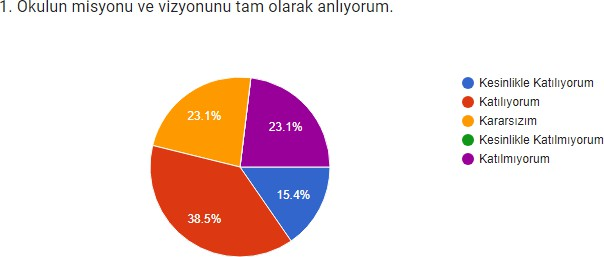 1. Okulun misyonu ve vizyonunu tam olarak anlıyorum.
23.1%
23.1%
15.4%
38.5%
Kesinlikle Katılıyorum
Katılıyorum
Kararsızım
Kesinlikle Katılmıyorum
Katılmıyorum